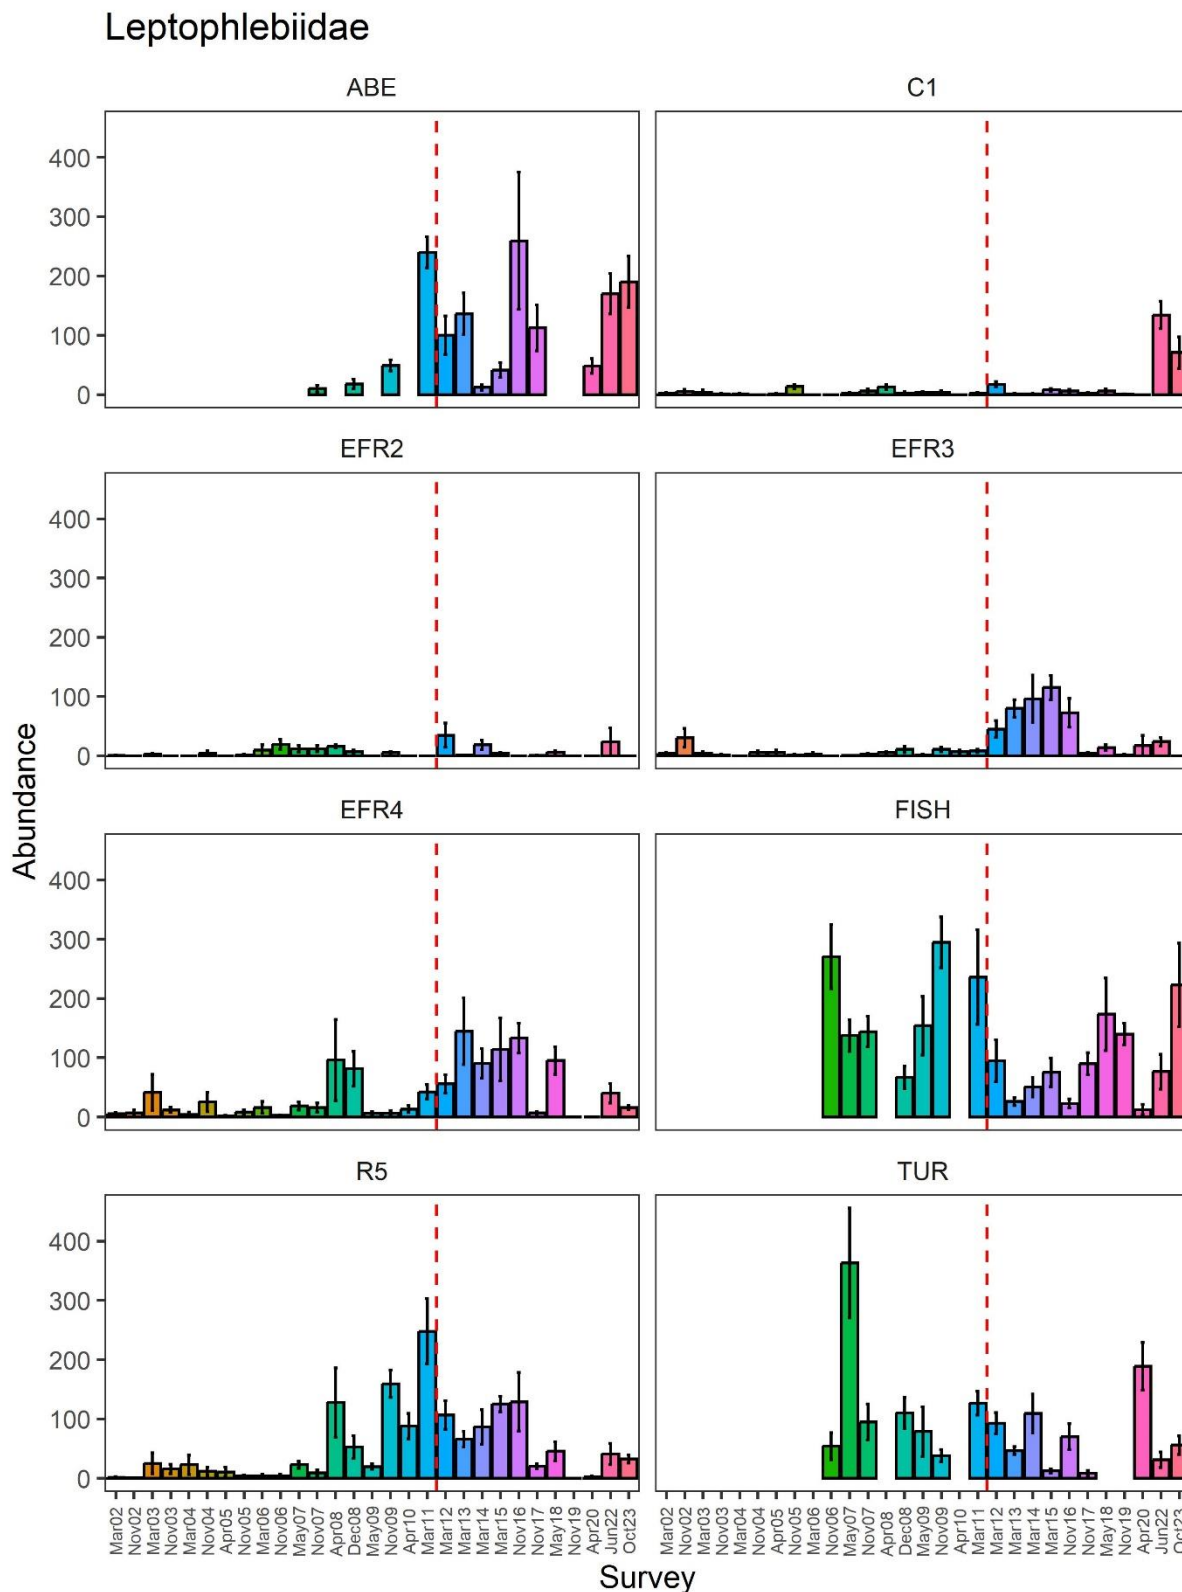 Leptophlebiidae
ABE
C1
400
300
200
100
0
EFR2
EFR3
400
300
200
100
0
EFR4
FISH
400
300
200
100
0
R5
TUR
400
300
200
100
0
Abundance
Mar02 Nov02 Mar03 Nov03 Mar04 Nov04 Apr05 Nov05 Mar06 Nov06 May07 Nov07 Apr08 Dec08 May09 Nov09 Apr10 Mar11 Mar12 Mar13 Mar14 Mar15 Nov16 Nov17 May18 Nov19 Apr20 Jun22 Oct23
Mar02 Nov02 Mar03 Nov03 Mar04 Nov04 Apr05 Nov05 Mar06 Nov06 May07 Nov07 Apr08 Dec08 May09 Nov09 Apr10 Mar11 Mar12 Mar13 Mar14 Mar15 Nov16 Nov17 May18 Nov19 Apr20 Jun22 Oct23
Survey